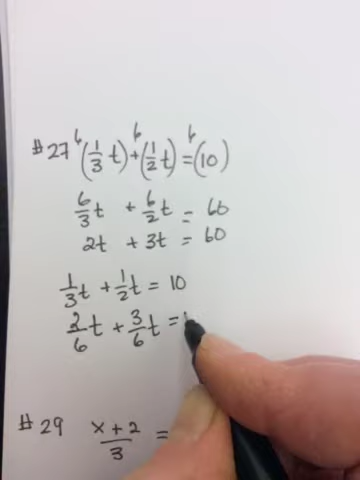 #27 6(1/3 t) + 6(1/2 t) = 6(10)
6/3 t + 6/2 t = 60
2t + 3t = 60
1/3 t + 1/2 t = 10
2/6 t + 3/6 t =
#29 x+2/3 =